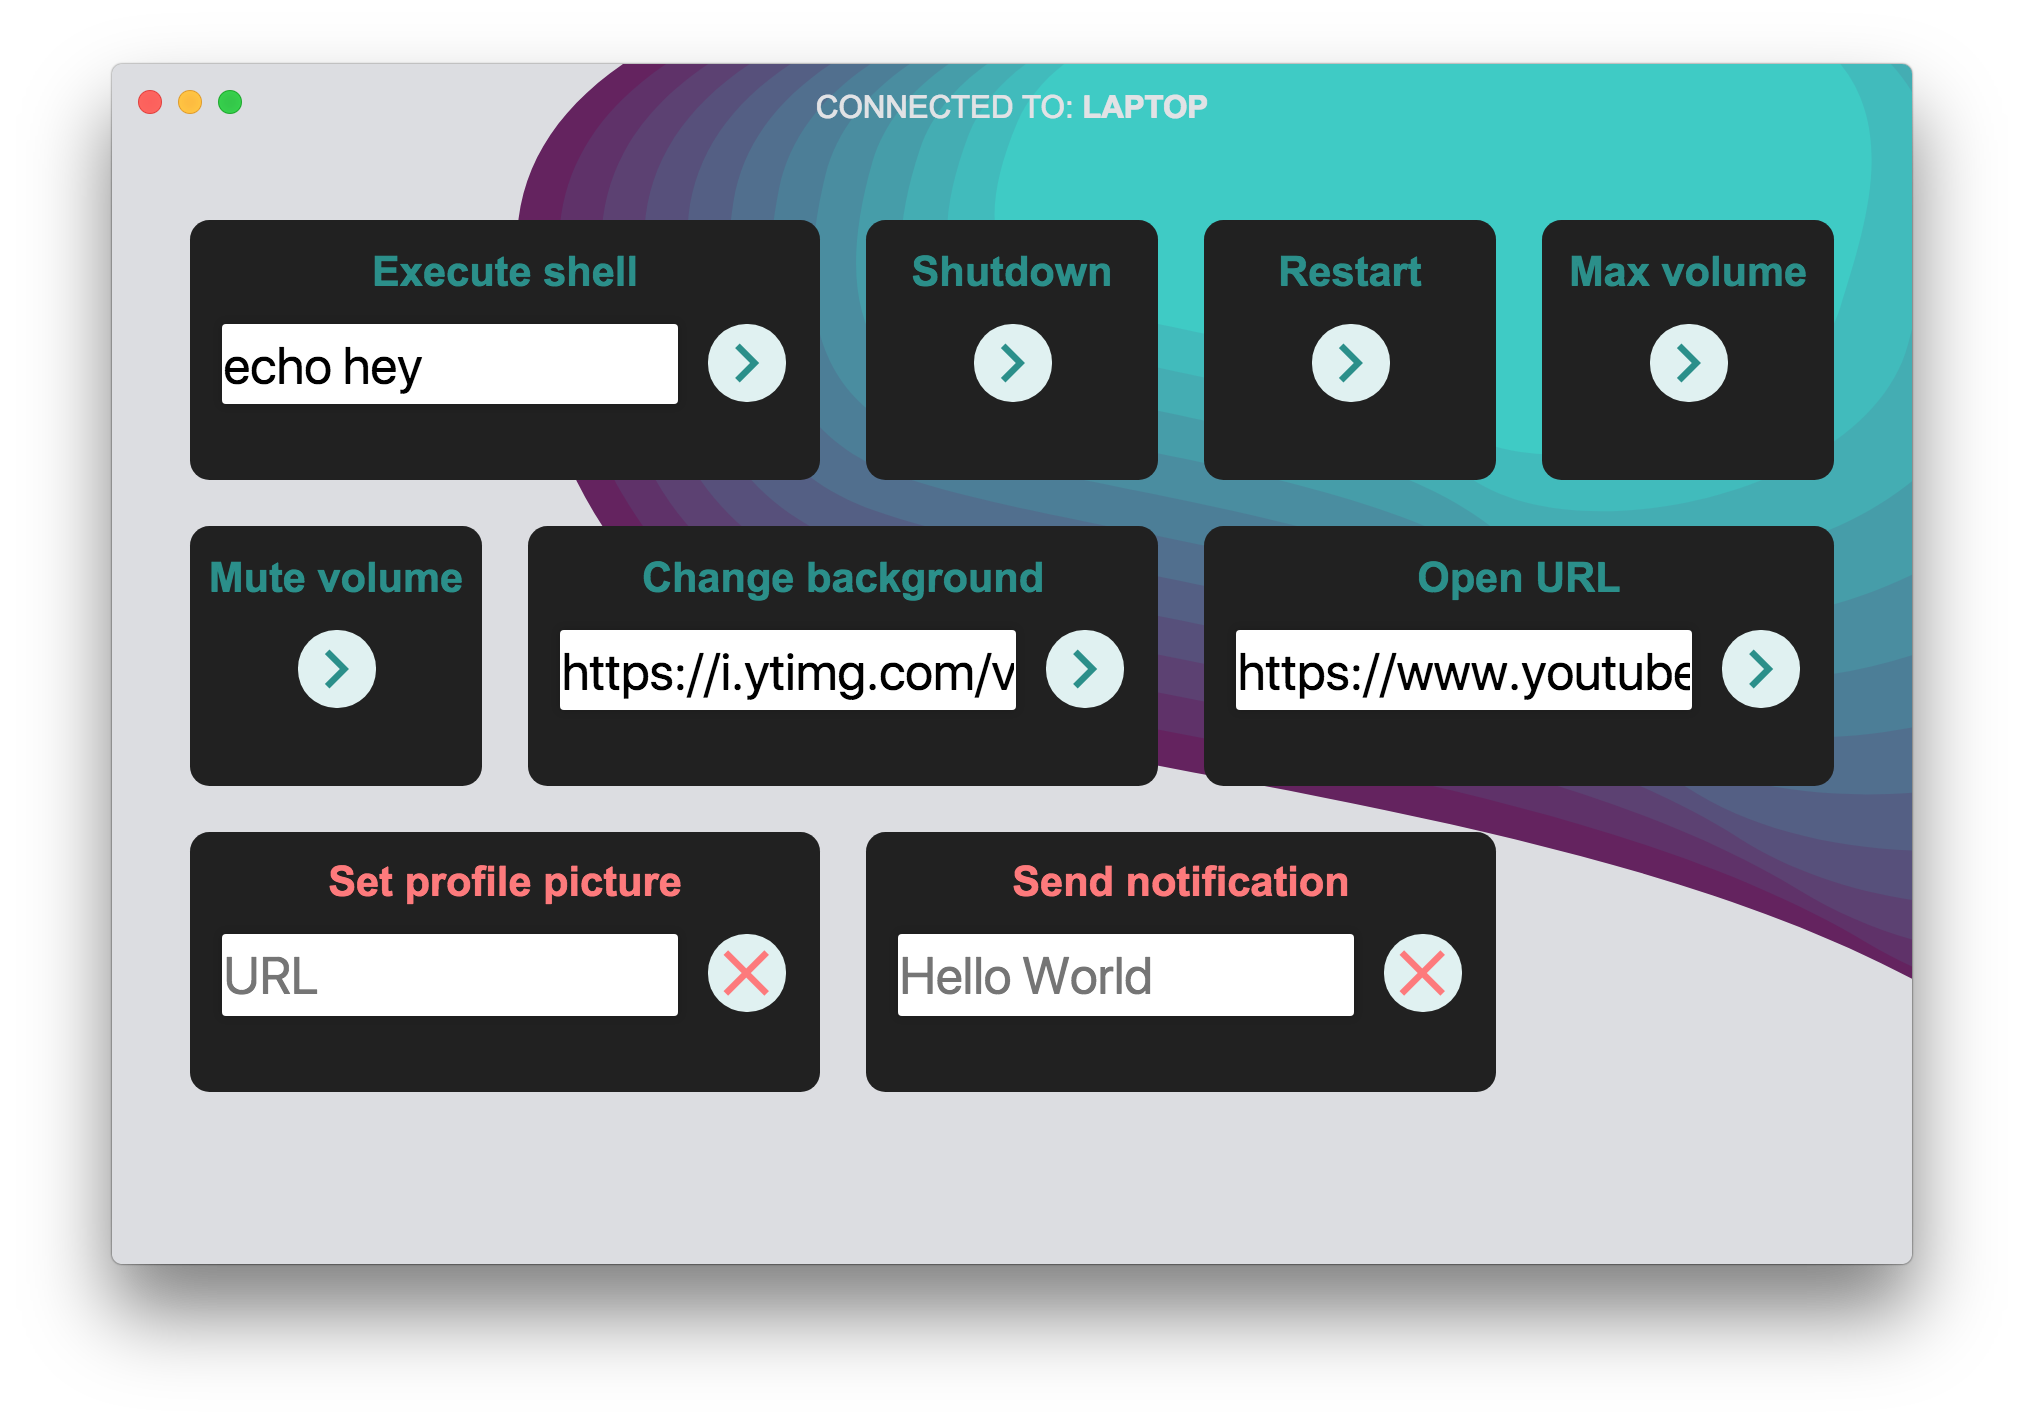 CONNECTED TO: LAPTOP
Execute shell
echo hey
Shutdown
Restart
Max volume
Mute volume
Change background
https://i.ytimg.com/v
Open URL
https://www.youtube
Set profile picture
URL
Send notification
Hello World